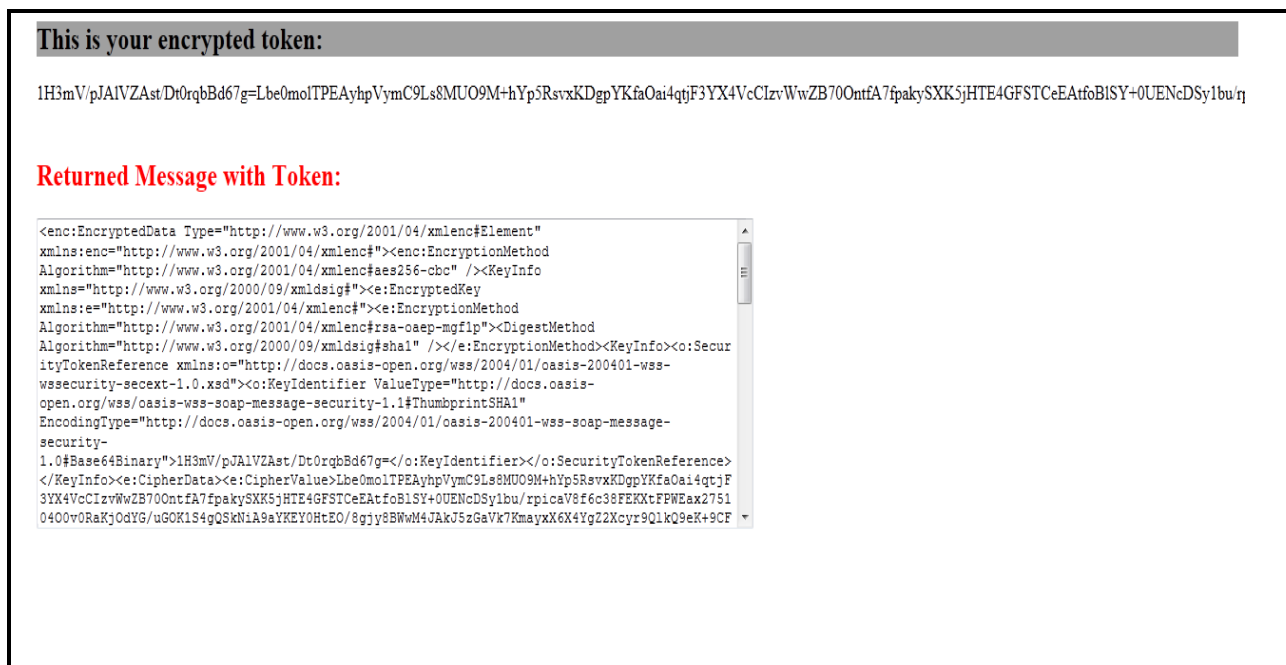 This is your encrypted token:
1H3mV/pJAlVZAst/Dt0rqbBd67g=Lbe0molTPEAyhpVymC9Ls8MUO9M+hYp5RsvxKDgpYKfaOai4qtjF3YX4VcCIzvWwZB70OntfA7fpakySXK5jHTE4GFSTCeEAtfoBlSY+0UENcDSy1bu/rp
Returned Message with Token:
<enc:EncryptedData Type="http://www.w3.org/2001/04/xmlenc#Element"
xmlns:enc="http://www.w3.org/2001/04/xmlenc#"><enc:EncryptionMethod
Algorithm="http://www.w3.org/2001/04/xmlenc#aes256-cbc" /><KeyInfo
xmlns="http://www.w3.org/2000/09/xmldsig#"><e:EncryptedKey
xmlns:e="http://www.w3.org/2001/04/xmlenc#"><e:EncryptionMethod
Algorithm="http://www.w3.org/2001/04/xmlenc#rsa-oaep-mgf1p"><DigestMethod
Algorithm="http://www.w3.org/2000/09/xmldsig#sha1" /></e:EncryptionMethod><KeyInfo><o:Secur
ityTokenReference xmlns:o="http://docs.oasis-open.org/wss/2004/01/oasis-200401-wss-
wssecurity-secext-1.0.xsd"><o:KeyIdentifier ValueType="http://docs.oasis-
open.org/wss/oasis-wss-soap-message-security-1.1#ThumbprintSHA1"
EncodingType="http://docs.oasis-open.org/wss/2004/01/oasis-200401-wss-soap-message-
security-
1.0#Base64Binary">1H3mV/pJAlVZAst/Dt0rqbBd67g=</o:KeyIdentifier></o:SecurityTokenReference>
</KeyInfo><e:CipherData><e:CipherValue>Lbe0molTPEAyhpVymC9Ls8MUO9M+hYp5RsvxKDgpYKfaOai4qtjF
3YX4VcCIzvWwZB70OntfA7fpakySXK5jHTE4GFSTCeEAtfoBlSY+0UENcDSy1bu/rpicaV8f6c38FEKXtFPWEax2751
04O0v0RaKjOdYG/uGOK1S4gQSkNiA9aYKEY0HtEO/8gjy8BWwM4JAkJ5zGaVk7KmayxX6X4YgZ2Xcyr9QlkQ9eK+9CF